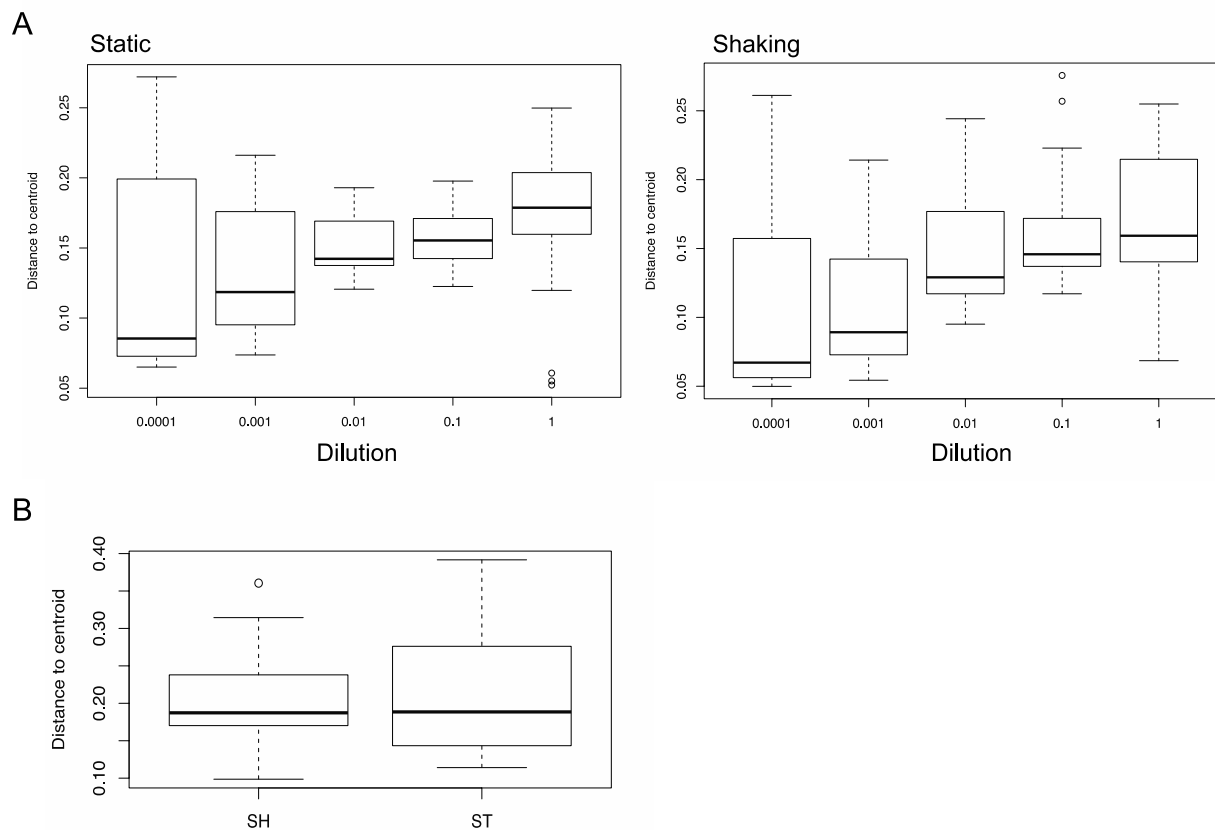 A
Static
Shaking
Distance to centroid
0.05 0.10 0.15 0.20 0.25
0.0001 0.001 0.01 0.1 1
Dilution
Distance to centroid
0.05 0.10 0.15 0.20 0.25
0.0001 0.001 0.01 0.1 1
Dilution
B
Distance to centroid
0.10 0.20 0.30 0.40
SH ST